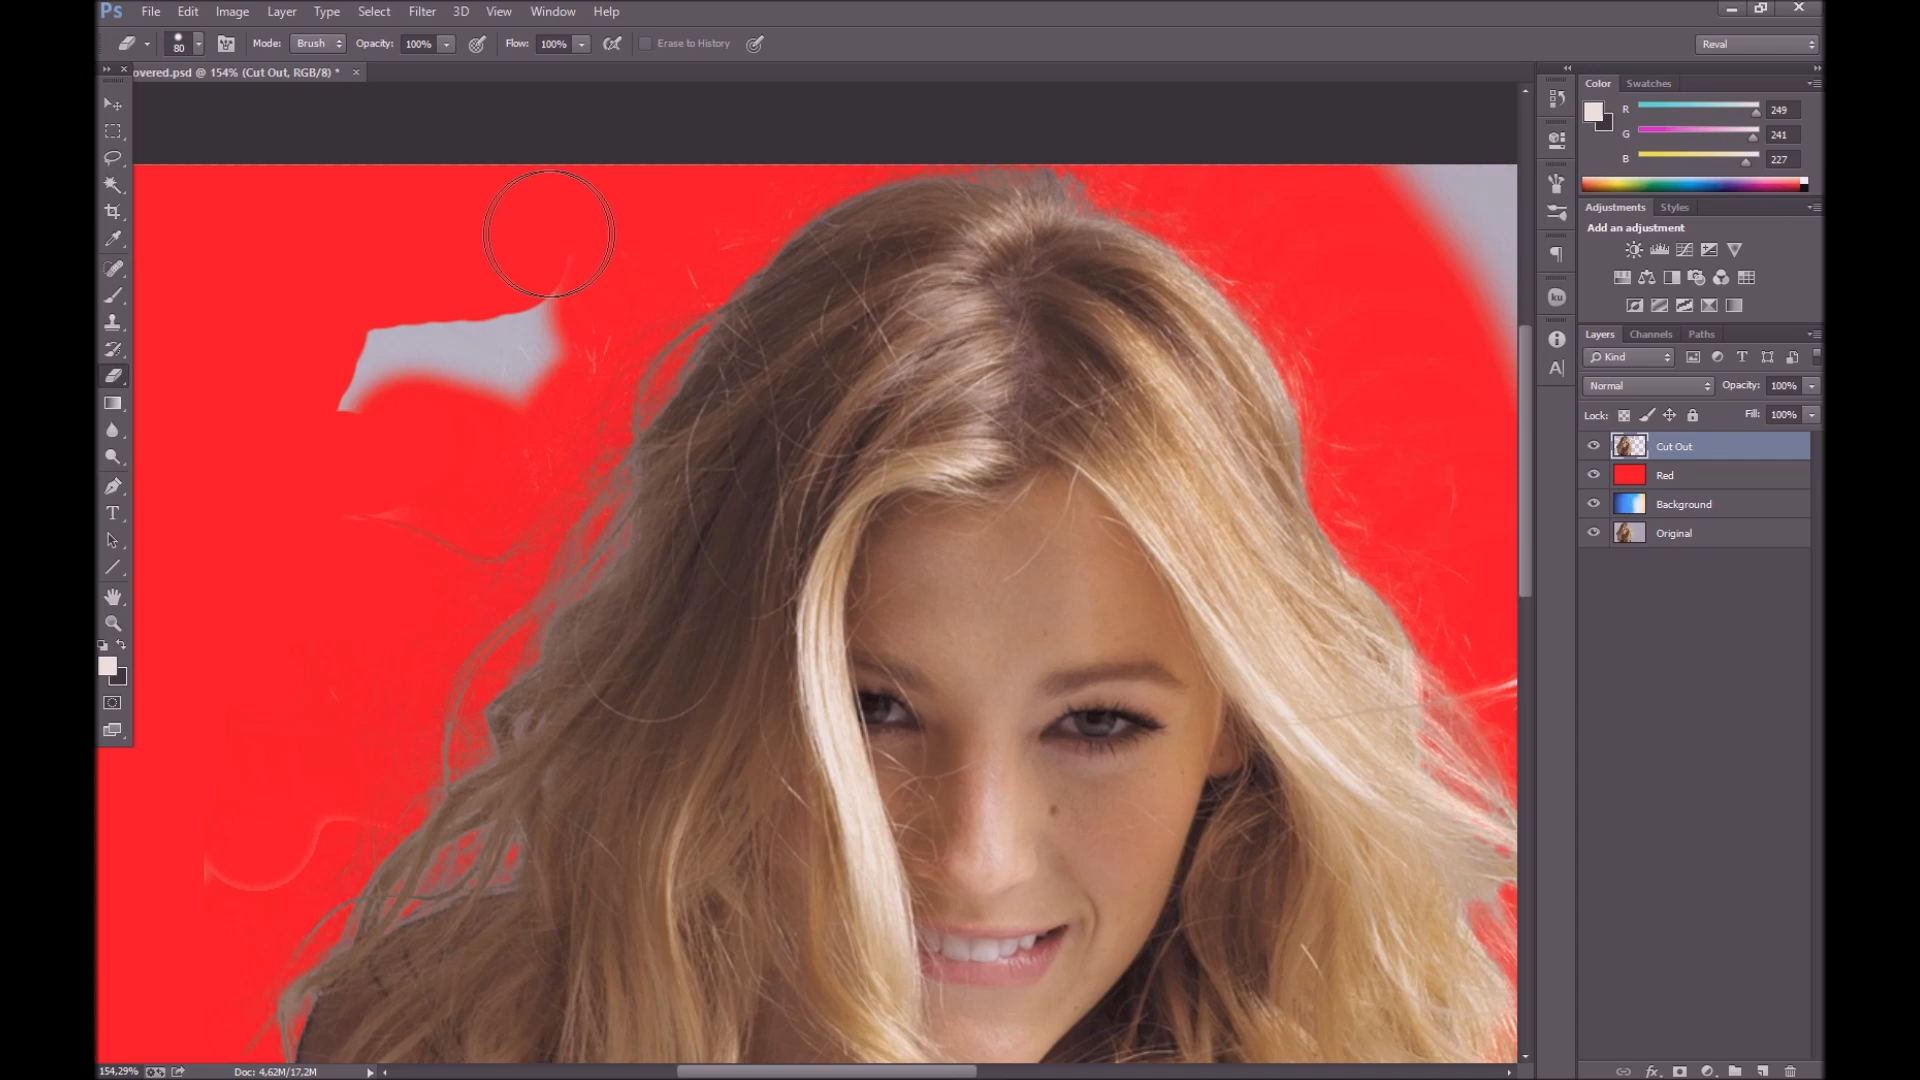 Ps File Edit Image Layer Type Select Filter 3D View Window Help
80 Mode: Brush Opacity: 100% Flow: 100% Erase to History Reval
overed.psd @ 154% (Cut Out, RGB/8) * ×
Color Swatches
R 249
G 241
B 227
Adjustments Styles
Add an adjustment
ku
Layers Channels Paths
Kind
Normal Opacity: 100%
Lock: Fill: 100%
Cut Out
Red
Background
Original
154,29% Doc: 4,62M/17,2M